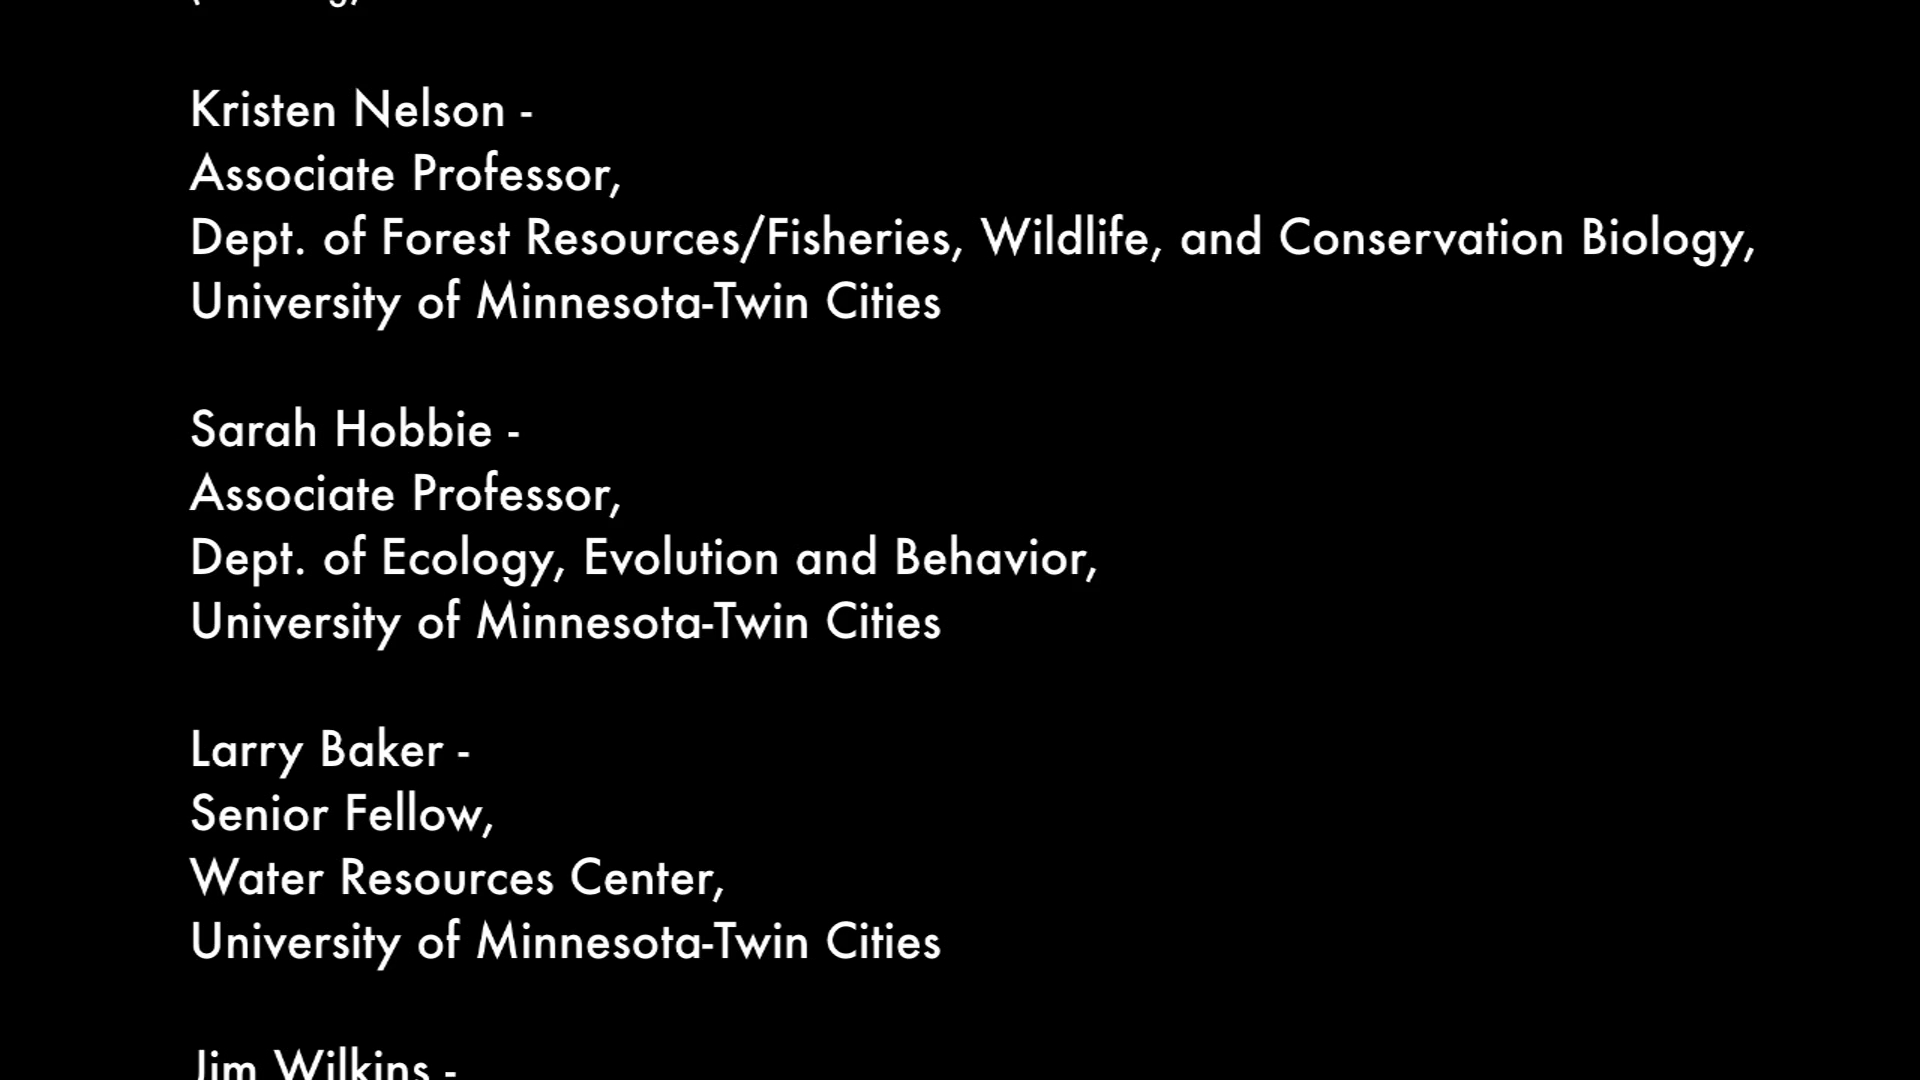 Kristen Nelson -
Associate Professor,
Dept. of Forest Resources/Fisheries, Wildlife, and Conservation Biology,
University of Minnesota-Twin Cities
Sarah Hobbie -
Associate Professor,
Dept. of Ecology, Evolution and Behavior,
University of Minnesota-Twin Cities
Larry Baker -
Senior Fellow,
Water Resources Center,
University of Minnesota-Twin Cities
Jim Wilkins -